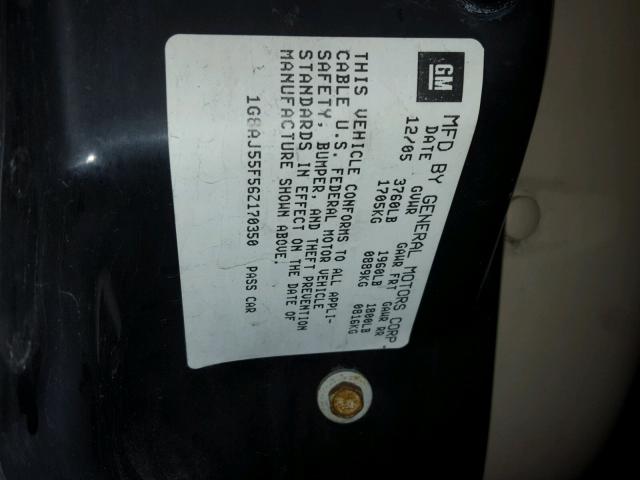 GM
MFD BY GENERAL MOTORS CORP.
DATE GVWR GAWR FRT GAWR RR
12/05 3760LB 1960LB 1800LB
1705KG 0889KG 0816KG
THIS VEHICLE CONFORMS TO ALL APPLI-
CABLE U.S. FEDERAL MOTOR VEHICLE
SAFETY, BUMPER, AND THEFT PREVENTION
STANDARDS IN EFFECT ON THE DATE OF
MANUFACTURE SHOWN ABOVE.
1G8AJ55F56Z170350 PASS CAR